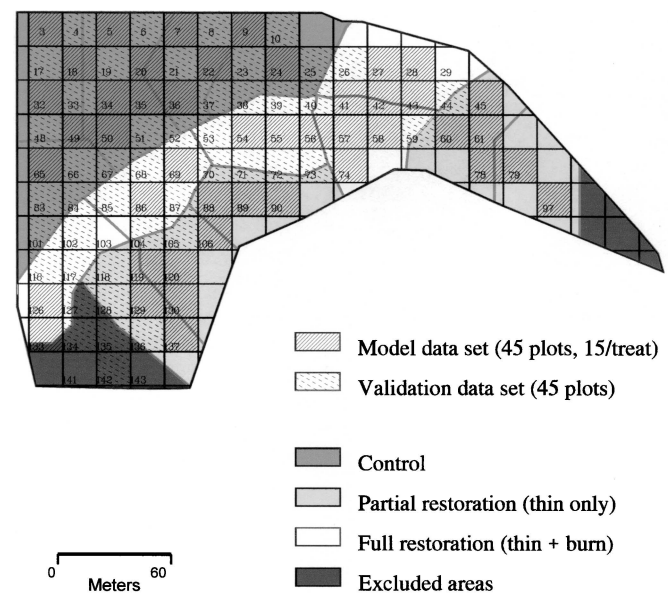 3 4 5 6 7 8 9 10
17 18 19 20 21 22 23 24 25 26 27 28 29
32 33 34 35 36 37 38 39 40 41 42 43 44 45
48 49 50 51 52 53 54 55 56 57 58 59 60 61
65 66 67 68 69 70 71 72 73 74 78 79
83 84 85 86 87 88 89 90 97
101 102 103 104 105 106
116 117 118 119 120
126 127 128 129 130
133 134 135 136 137
141 142 143
Model data set (45 plots, 15/treat)
Validation data set (45 plots)
Control
Partial restoration (thin only)
Full restoration (thin + burn)
Excluded areas
0 60
Meters